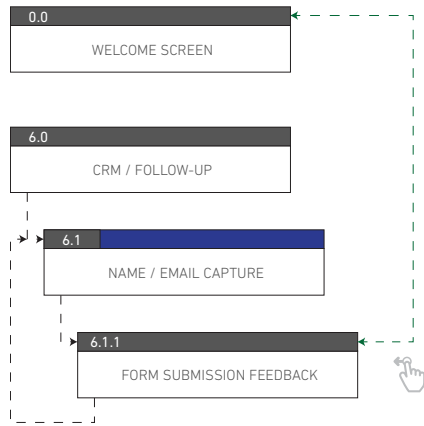 0.0
WELCOME SCREEN
6.0
CRM / FOLLOW-UP
6.1
NAME / EMAIL CAPTURE
6.1.1
FORM SUBMISSION FEEDBACK